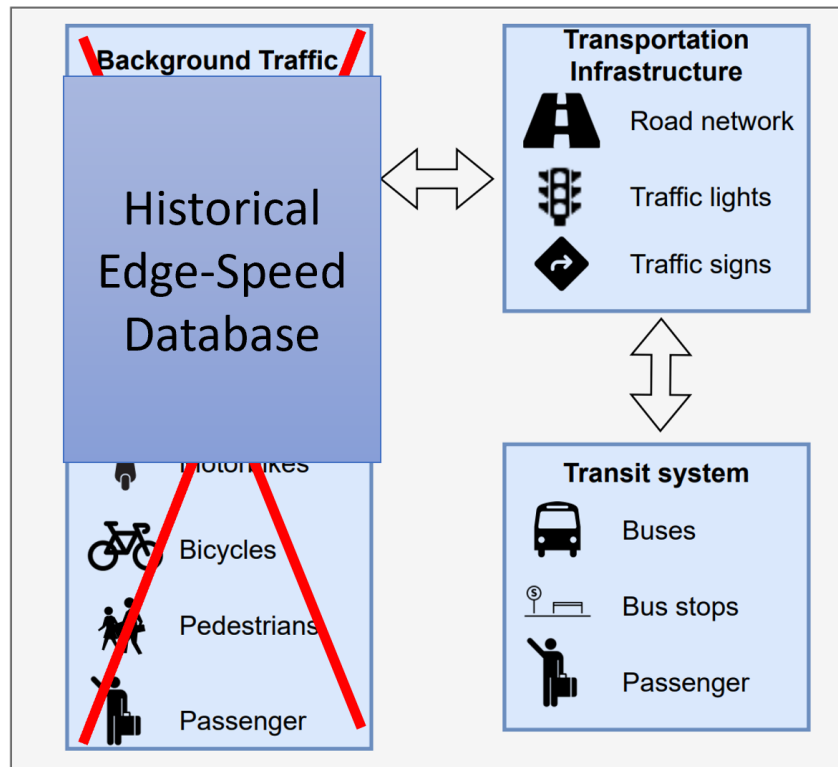 Background Traffic
Historical
Edge-Speed
Database
Motorbikes
Bicycles
Pedestrians
Passenger
Transportation
Infrastructure
Road network
Traffic lights
Traffic signs
Transit system
Buses
S
Bus stops
Passenger